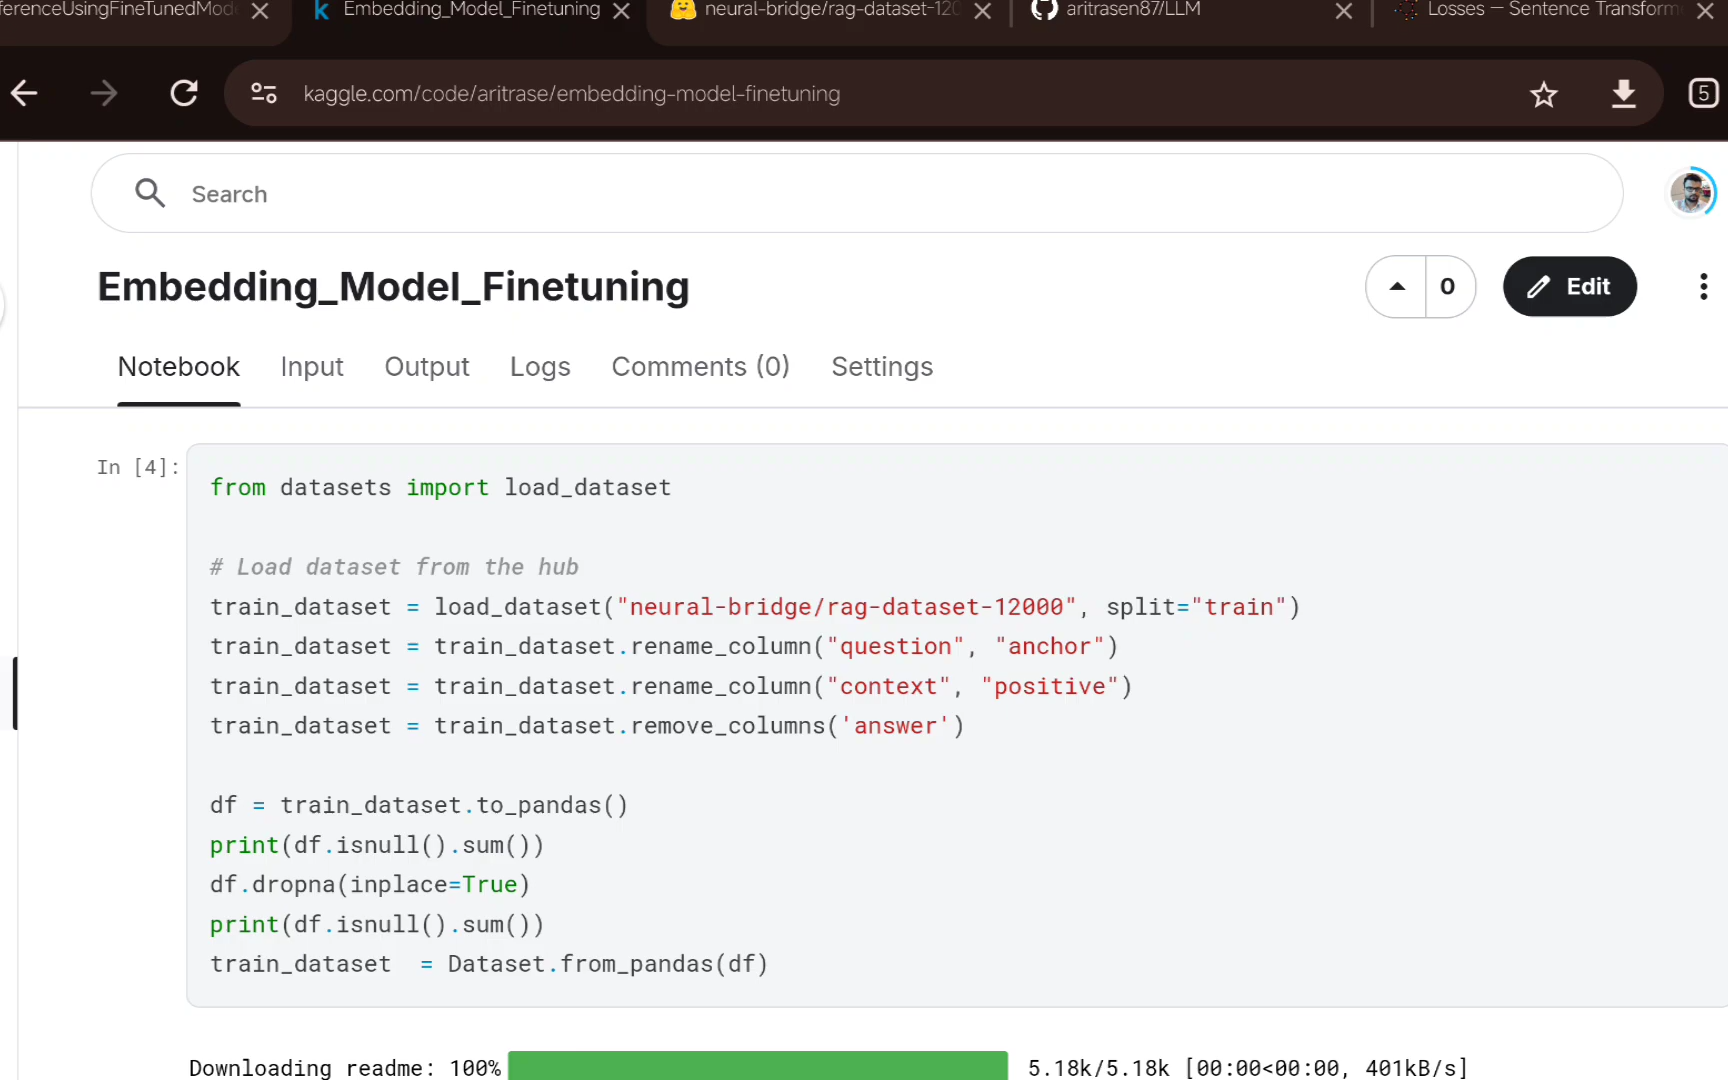 ferenceUsingFineTunedMod
Embedding_Model_Finetuning
neural-bridge/rag-dataset-120
aritrasen87/LLM
Losses — Sentence Transform
kaggle.com/code/aritrase/embedding-model-finetuning
5
Search
Embedding_Model_Finetuning
0
Edit
Notebook Input Output Logs Comments (0) Settings
In [4]:
from datasets import load_dataset
# Load dataset from the hub
train_dataset = load_dataset("neural-bridge/rag-dataset-12000", split="train")
train_dataset = train_dataset.rename_column("question", "anchor")
train_dataset = train_dataset.rename_column("context", "positive")
train_dataset = train_dataset.remove_columns('answer')
df = train_dataset.to_pandas()
print(df.isnull().sum())
df.dropna(inplace=True)
print(df.isnull().sum())
train_dataset  = Dataset.from_pandas(df)
Downloading readme: 100% 5.18k/5.18k [00:00<00:00, 401kB/s]